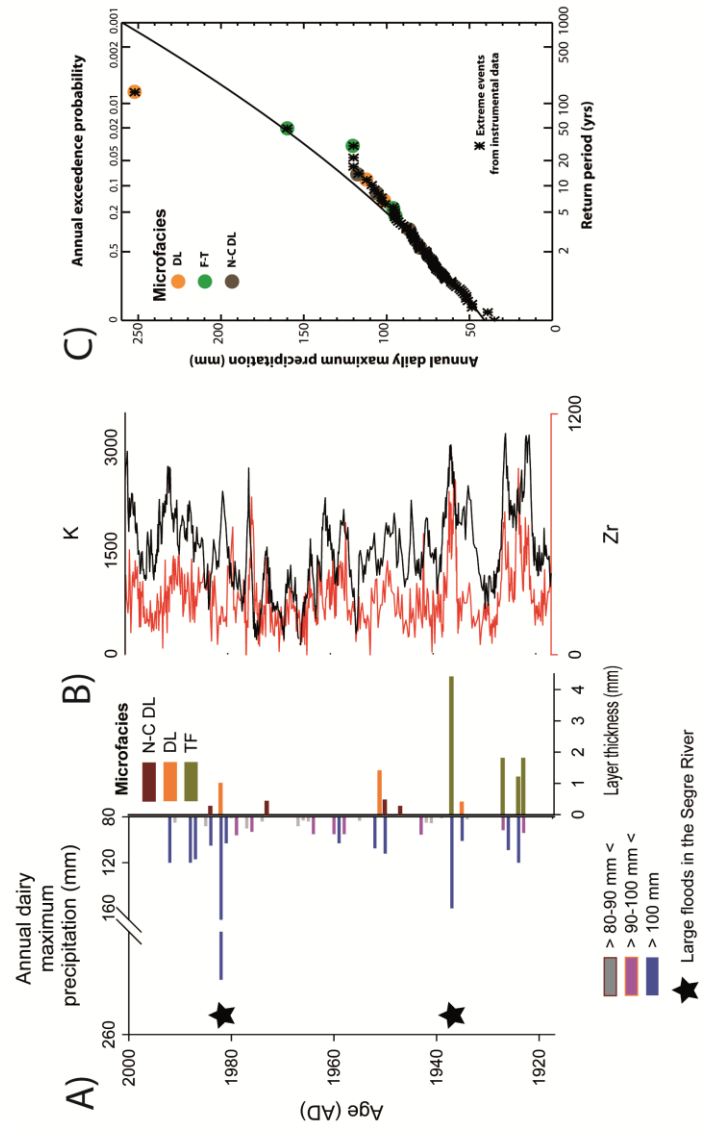 A)
Annual dairy
maximum
precipitation (mm)
260
160
120
80
Age (AD)
2000
1980
1960
1940
1920
> 80-90 mm <
> 90-100 mm <
> 100 mm
Large floods in the Segre River
B)
Microfacies
N-C DL
DL
TF
0 1 2 3 4
Layer thickness (mm)
K
0 1500 3000
0 1200
Zr
C)
Annual exceedence probability
0 0.5 0.2 0.1 0.05 0.02 0.01 0.002 0.001
Microfacies
DL
F-T
N-C DL
Annual daily maximum precipitation (mm)
250
200
150
100
50
0
Extreme events
from instrumental data
2 5 10 20 50 100 500 1000
Return period (yrs)